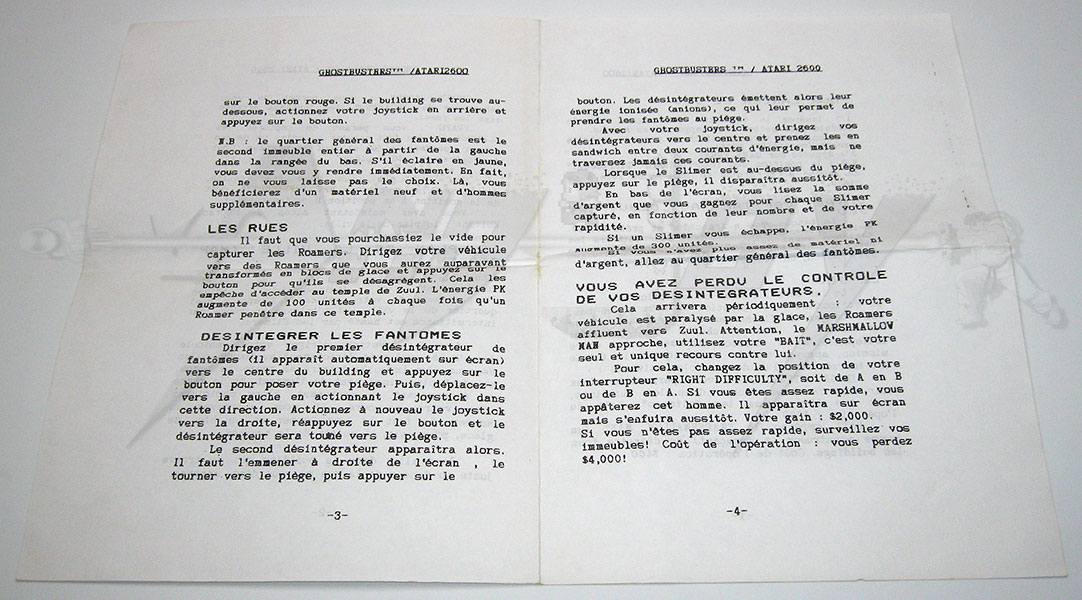 GHOSTBUSTERS™ /ATARI2600
sur le bouton rouge. Si le building se trouve au-
dessous, actionnez votre joystick en arrière et
appuyez sur le bouton.
N.B : le quartier général des fantômes est le
second immeuble entier à partir de la gauche
dans la rangée du bas. S'il éclaire en jaune,
vous devez vous y rendre immédiatement. En fait,
on ne vous laisse pas le choix. Là, vous
bénéficierez d'un matériel neuf et d'hommes
supplémentaires.
LES RUES
Il faut que vous pourchassiez le vide pour
capturer les Roamers. Dirigez votre véhicule
vers des Roamers que vous aurez auparavant
transformés en blocs de glace et appuyez sur le
bouton pour qu'ils se désagrègent. Cela les
empêche d'accéder au temple de Zuul. L'énergie PK
augmente de 100 unités à chaque fois qu'un
Roamer penêtre dans ce temple.
DESINTEGRER LES FANTOMES
Dirigez le premier désintégrateur de
fantômes (il apparaît automatiquement sur écran)
vers le centre du building et appuyez sur le
bouton pour poser votre piège. Puis, déplacez-le
vers la gauche en actionnant le joystick dans
cette direction. Actionnez à nouveau le joystick
vers la droite, réappuyez sur le bouton et le
désintégrateur sera touhé vers le piège.
Le second désintégrateur apparaîtra alors.
Il faut l'emmener à droite de l'écran , le
tourner vers le piège, puis appuyer sur le
-3-
GHOSTBUSTERS ™ / ATARI 2600
bouton. Les désintégrateurs émettent alors leur
énergie ionisée (anions), ce qui leur permet de
prendre les fantômes au piège.
Avec votre joystick, dirigez vos
désintégrateurs vers le centre et prenez les en
sandwich entre deux courants d'énergie, mais ne
traversez jamais ces courants.
Lorsque le Slimer est au-dessus du piège,
appuyez sur le piège, il disparaîtra aussitôt.
En bas de l'écran, vous lisez la somme
d'argent que vous gagnez pour chaque Slimer
capturé, en fonction de leur nombre et de votre
rapidité.
Si un Slimer vous échappe, l'énergie PK
augmente de 300 unités.
Si vous n'avez plus assez de matériel ni
d'argent, allez au quartier général des fantômes.
VOUS AVEZ PERDU LE CONTROLE
DE VOS DESINTEGRATEURS.
Cela arrivera périodiquement : votre
véhicule est paralysé par la glace, les Roamers
affluent vers Zuul. Attention, le MARSHMALLOW
MAN approche, utilisez votre "BAIT", c'est votre
seul et unique recours contre lui.
Pour cela, changez la position de votre
interrupteur "RIGHT DIFFICULTY", soit de A en B
ou de B en A. Si vous êtes assez rapide, vous
appâterez cet homme. Il apparaîtra sur écran
mais s'enfuira aussitôt. Votre gain : $2,000.
Si vous n'êtes pas assez rapide, surveillez vos
immeubles! Coût de l'opération : vous perdez
$4,000!
-4-